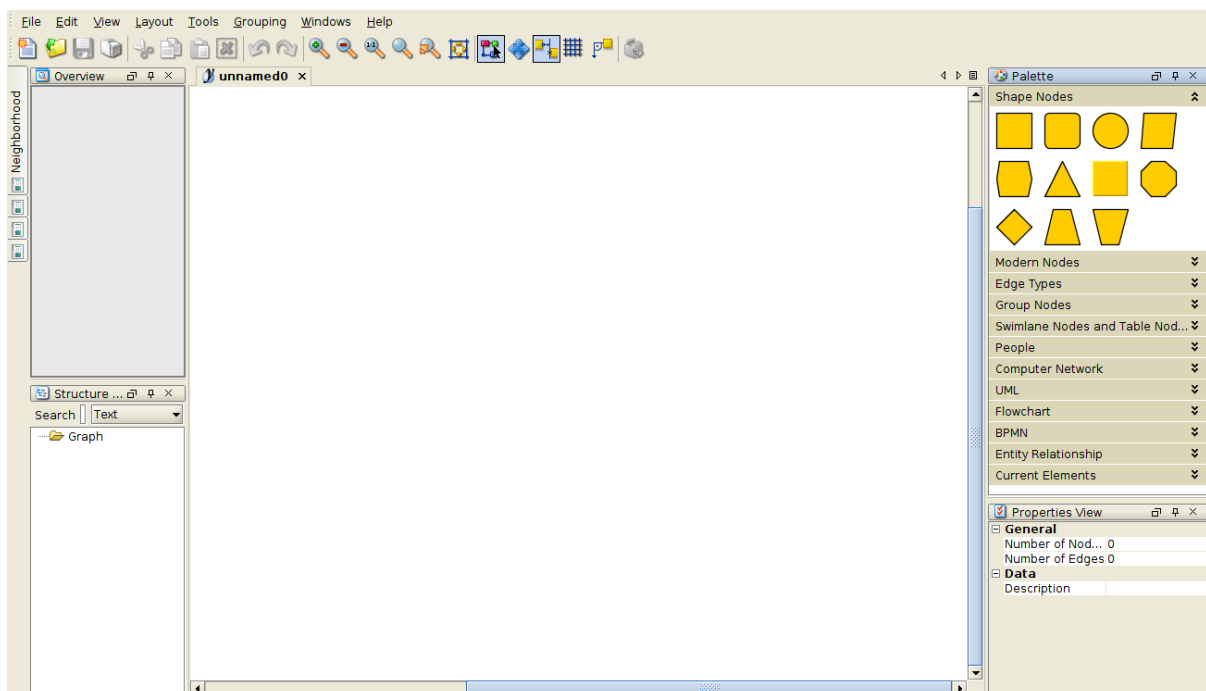 File Edit View Layout Tools Grouping Windows Help
1:1
Neighborhood
Overview
unnamed0
Palette
Shape Nodes
Modern Nodes
Edge Types
Group Nodes
Swimlane Nodes and Table Nod...
People
Computer Network
UML
Flowchart
BPMN
Entity Relationship
Current Elements
Structure ...
Search Text
Graph
Properties View
General
Number of Nod... 0
Number of Edges 0
Data
Description